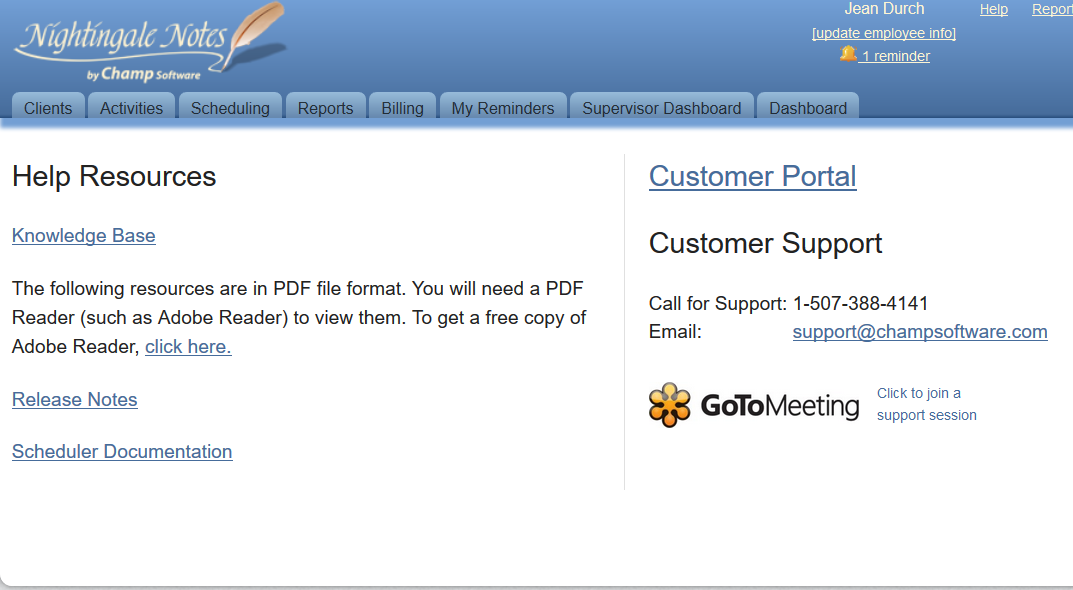 Nightingale Notes
by Champ Software
Jean Durch
[update employee info]
1 reminder
Help
Report
Clients
Activities
Scheduling
Reports
Billing
My Reminders
Supervisor Dashboard
Dashboard
Help Resources
Knowledge Base
The following resources are in PDF file format. You will need a PDF
Reader (such as Adobe Reader) to view them. To get a free copy of
Adobe Reader, click here.
Release Notes
Scheduler Documentation
Customer Portal
Customer Support
Call for Support: 1-507-388-4141
Email: support@champsoftware.com
GoToMeeting
Click to join a
support session